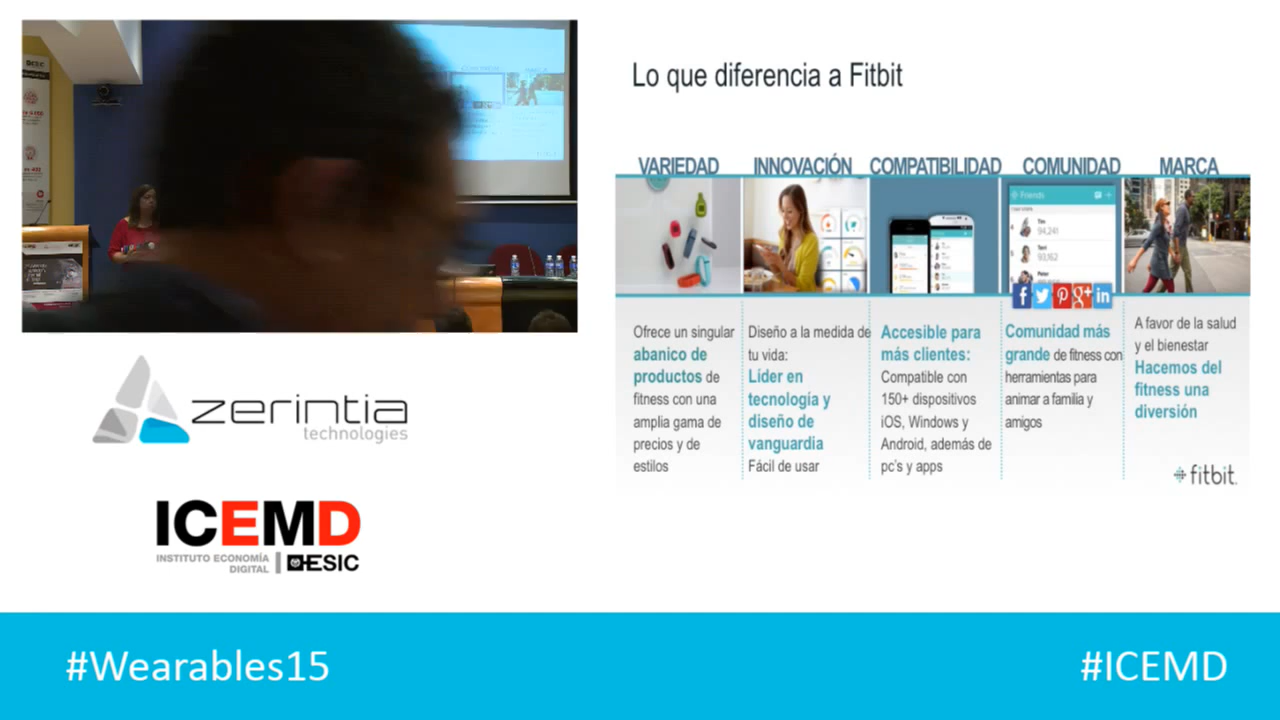 Lo que diferencia a Fitbit
VARIEDAD
INNOVACIÓN
COMPATIBILIDAD
COMUNIDAD
MARCA
Friends
94,241
93,162
Ofrece un singular
abanico de
productos de
fitness con una
amplia gama de
precios y de
estilos
Diseño a la medida de
tu vida:
Líder en
tecnología y
diseño de
vanguardia
Fácil de usar
Accesible para
más clientes:
Compatible con
150+ dispositivos
iOS, Windows y
Android, además de
pc's y apps
Comunidad más
grande de fitness con
herramientas para
animar a familia y
amigos
A favor de la salud
y el bienestar
Hacemos del
fitness una
diversión
fitbit
zerintia
technologies
ICEMD
INSTITUTO ECONOMÍA
DIGITAL
ESIC
#Wearables15
#ICEMD